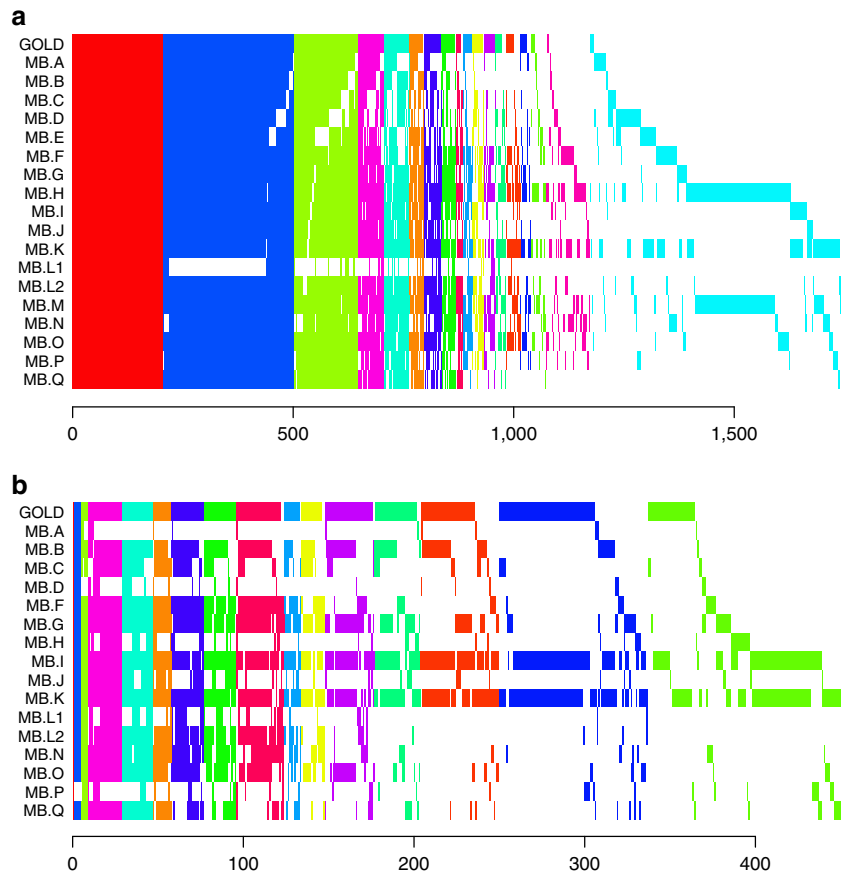 a
GOLD
MB.A
MB.B
MB.C
MB.D
MB.E
MB.F
MB.G
MB.H
MB.I
MB.J
MB.K
MB.L1
MB.L2
MB.M
MB.N
MB.O
MB.P
MB.Q
0 500 1,000 1,500
b
GOLD
MB.A
MB.B
MB.C
MB.D
MB.F
MB.G
MB.H
MB.I
MB.J
MB.K
MB.L1
MB.L2
MB.N
MB.O
MB.P
MB.Q
0 100 200 300 400